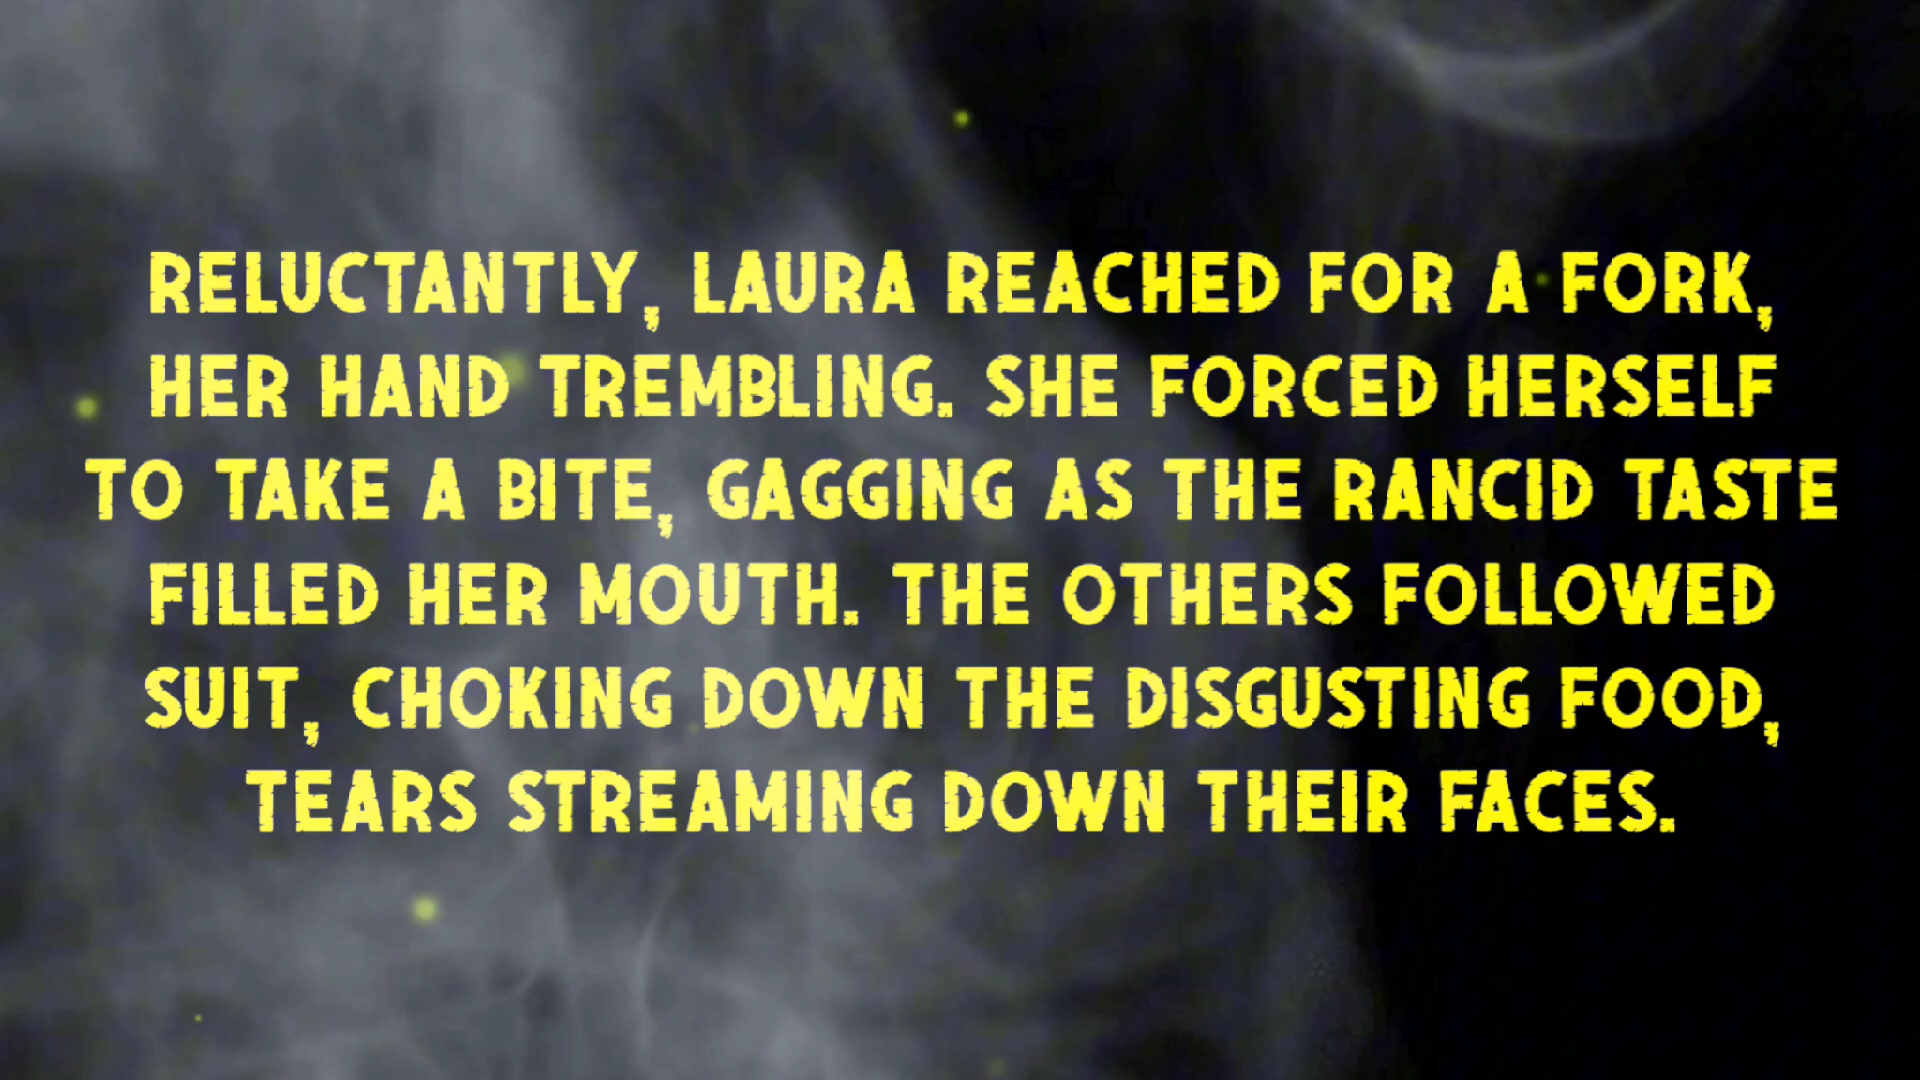 RELUCTANTLY, LAURA REACHED FOR A FORK,
HER HAND TREMBLING. SHE FORCED HERSELF
TO TAKE A BITE, GAGGING AS THE RANCID TASTE
FILLED HER MOUTH. THE OTHERS FOLLOWED
SUIT, CHOKING DOWN THE DISGUSTING FOOD,
TEARS STREAMING DOWN THEIR FACES.